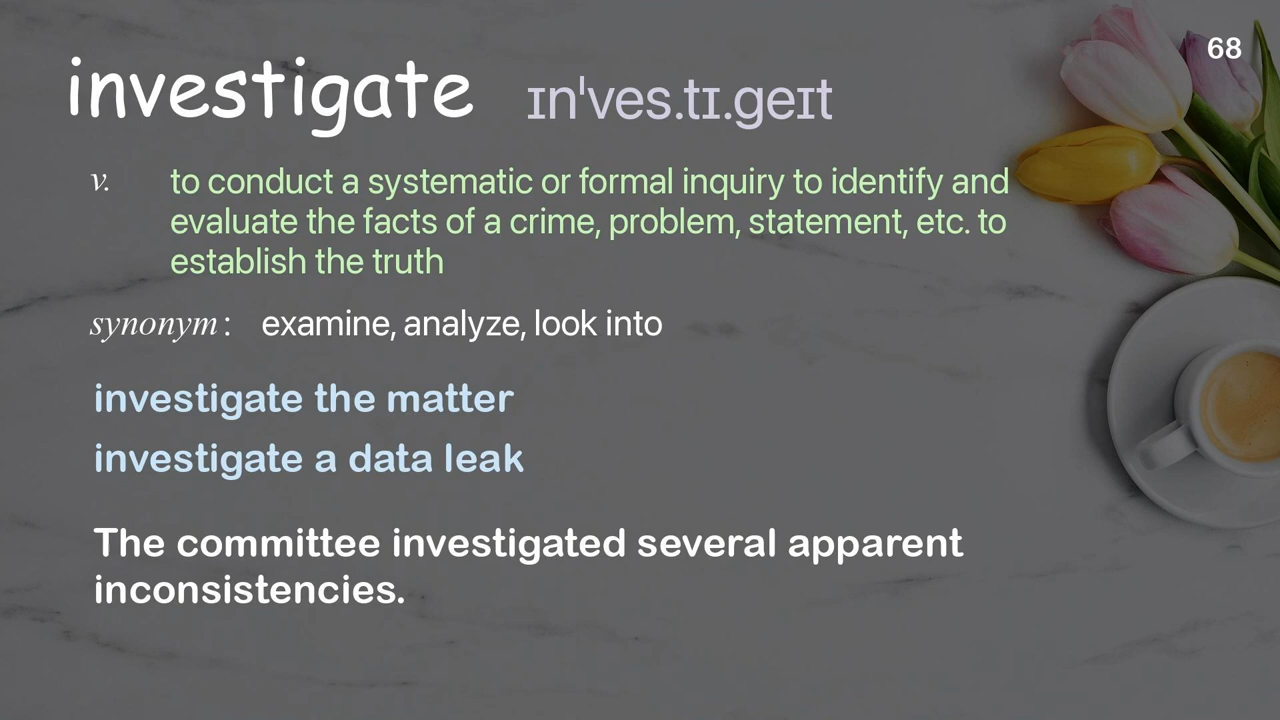 68
investigate ɪnˈves.tɪ.ɡeɪt
v. to conduct a systematic or formal inquiry to identify and
evaluate the facts of a crime, problem, statement, etc. to
establish the truth
synonym: examine, analyze, look into
investigate the matter
investigate a data leak
The committee investigated several apparent
inconsistencies.